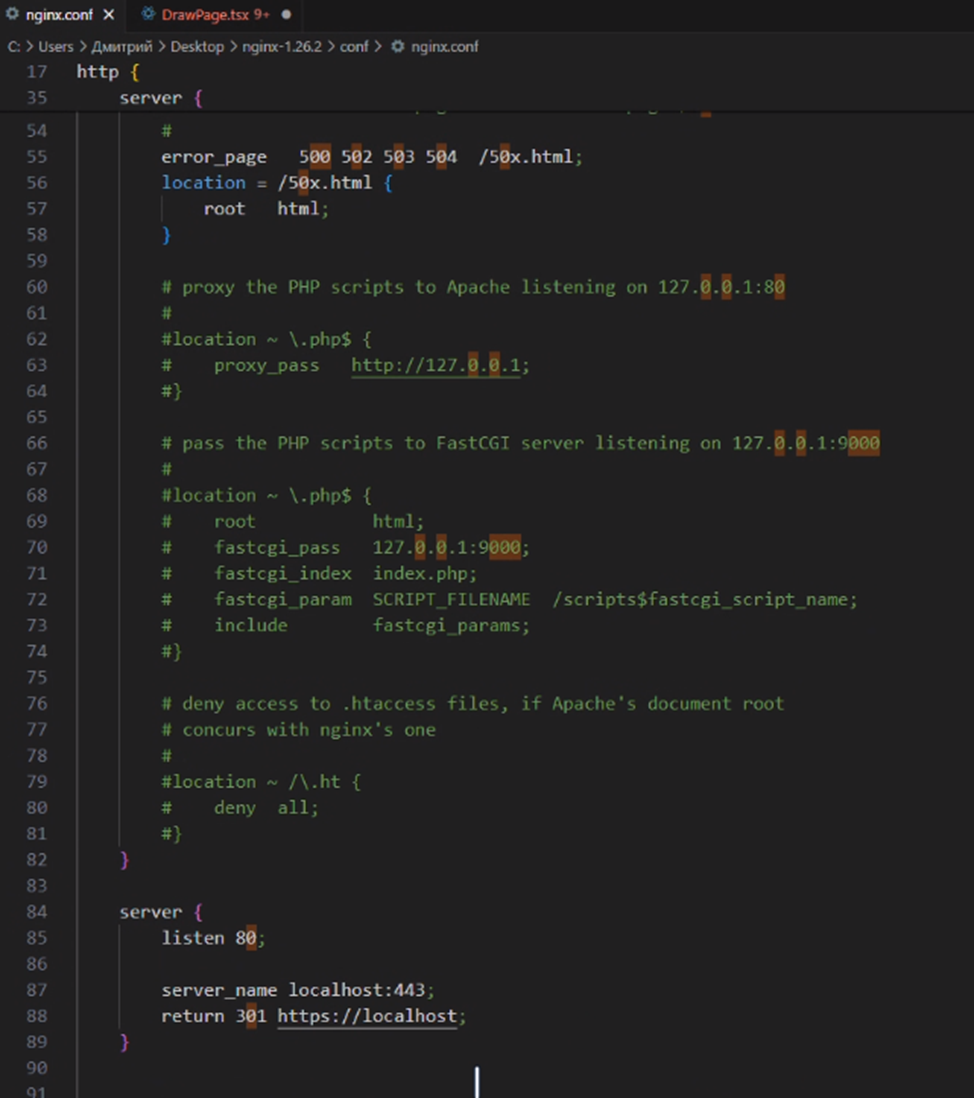 nginx.conf DrawPage.tsx 9+
C: > Users > Дмитрий > Desktop > nginx-1.26.2 > conf > nginx.conf
17 http {
35 server {
54 #
55 error_page 500 502 503 504 /50x.html;
56 location = /50x.html {
57 root html;
58 }
59
60 # proxy the PHP scripts to Apache listening on 127.0.0.1:80
61 #
62 #location ~ \.php$ {
63 # proxy_pass http://127.0.0.1;
64 #}
65
66 # pass the PHP scripts to FastCGI server listening on 127.0.0.1:9000
67 #
68 #location ~ \.php$ {
69 # root html;
70 # fastcgi_pass 127.0.0.1:9000;
71 # fastcgi_index index.php;
72 # fastcgi_param SCRIPT_FILENAME /scripts$fastcgi_script_name;
73 # include fastcgi_params;
74 #}
75
76 # deny access to .htaccess files, if Apache's document root
77 # concurs with nginx's one
78 #
79 #location ~ /\.ht {
80 # deny all;
81 #}
82 }
83
84 server {
85 listen 80;
86
87 server_name localhost:443;
88 return 301 https://localhost;
89 }
90
91